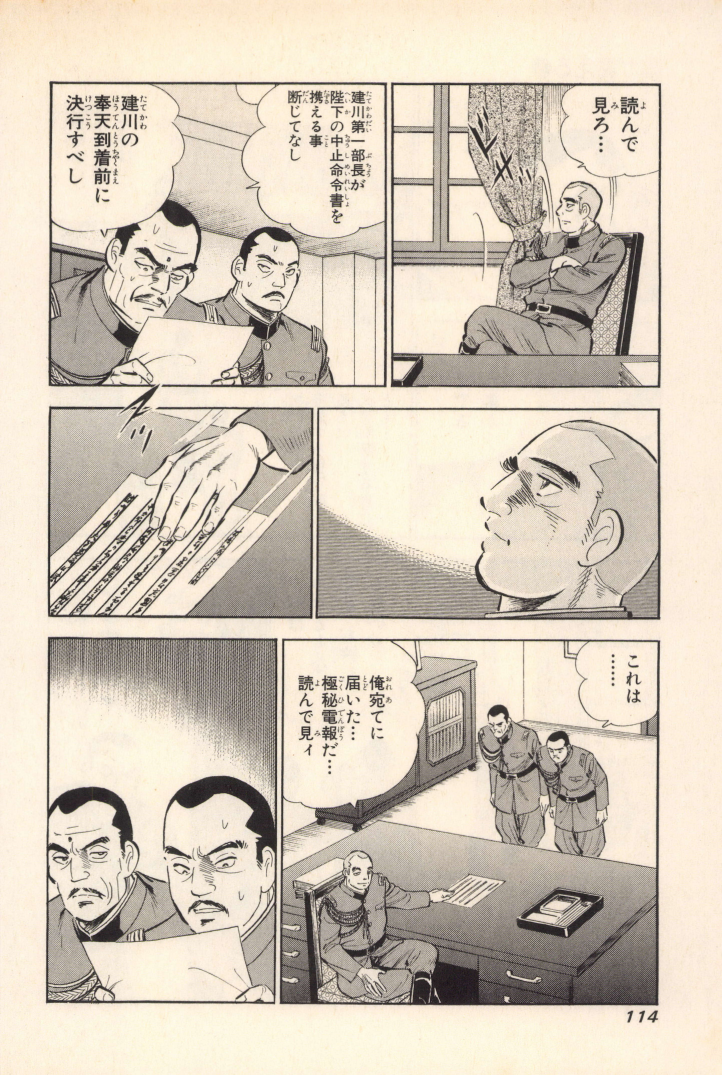 読んで
見ろ…
ドドド
建川第一部長が
陛下の中止命令書を
携える事
断じてなし
建川の
奉天到着前に
決行すべし
これは
……
俺宛てに
届いた…
極秘電報だ…
読んで見ィ
114